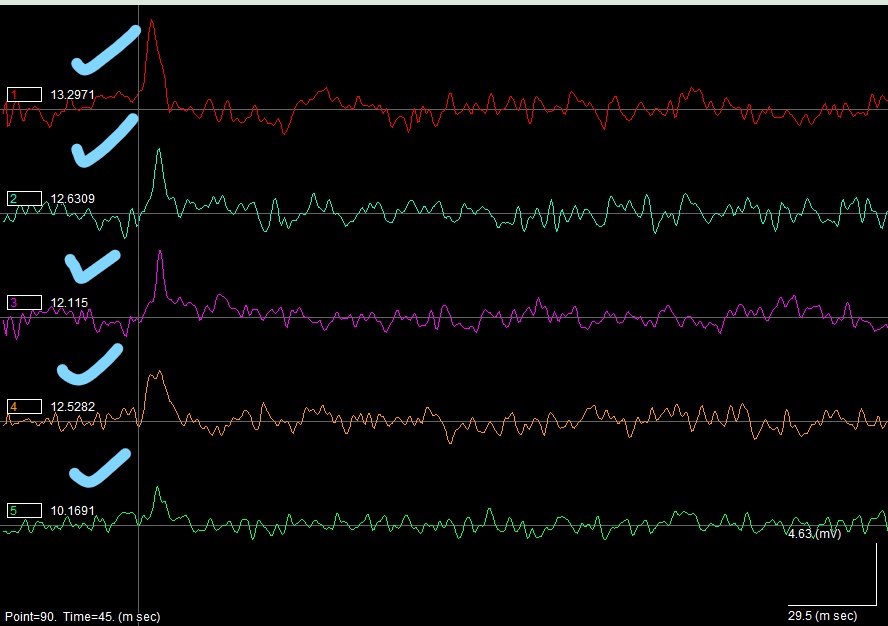 1 13.2971
2 12.6309
3 12.115
4 12.5282
5 10.1691
4.63 (mV)
Point=90. Time=45. (m sec)
29.5 (m sec)